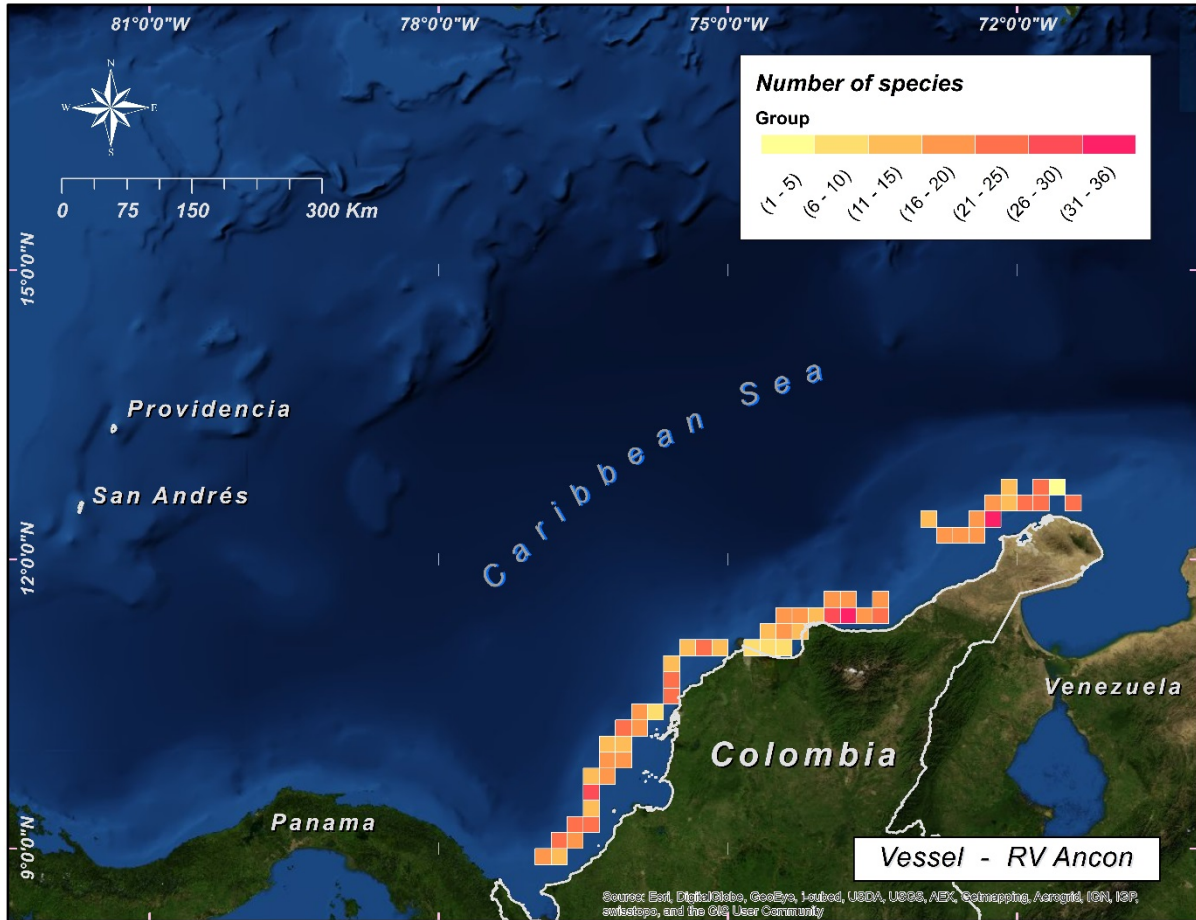 81°0'0"W 78°0'0"W 75°0'0"W 72°0'0"W
N
W E
S
0 75 150 300 Km
Number of species
Group
(1 - 5) (6 - 10) (11 - 15) (16 - 20) (21 - 25) (26 - 30) (31 - 36)
15°0'0"N
Caribbean Sea
Providencia
San Andrés
12°0'0"N
Venezuela
Colombia
Panama
9°0'0"N
Vessel - RV Ancon
Source: Esri, DigitalGlobe, GeoEye, i-cubed, USDA, USGS, AEX, Getmapping, Aerogrid, IGN, IGP,
swisstopo, and the GIS User Community